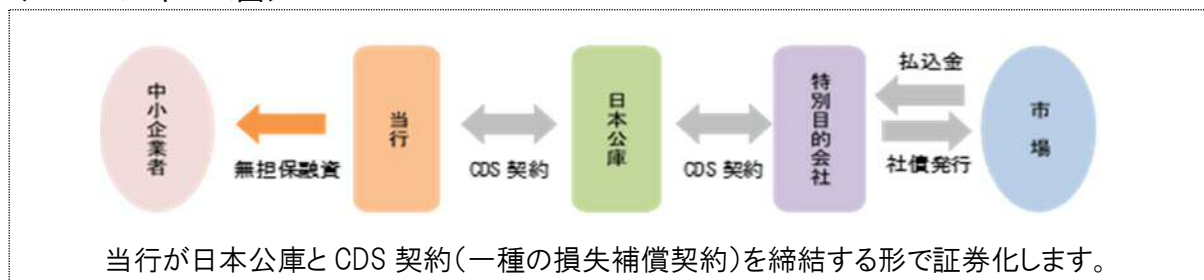 中小企業者
無担保融資
当行
CDS 契約
日本公庫
CDS 契約
特別目的会社
払込金
社債発行
市場
当行が日本公庫と CDS 契約(一種の損失補償契約)を締結する形で証券化します。